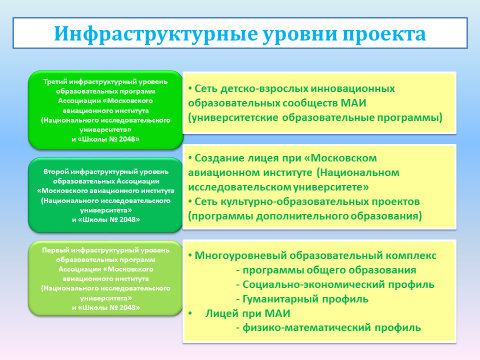 Инфраструктурные уровни проекта
Третий инфраструктурный уровень
образовательных программ
Ассоциации «Московского
авиационного института
(Национального исследовательского
университета»
и «Школы № 2048»
• Сеть детско-взрослых инновационных
образовательных сообществ МАИ
(университетские образовательные программы)
Второй инфраструктурный уровень
образовательных Ассоциации
«Московского авиационного института
(Национального исследовательского
университета»
и «Школы № 2048»
• Создание лицея при «Московском
авиационном институте (Национальном
исследовательском университете»
• Сеть культурно-образовательных проектов
(программы дополнительного образования)
Первый инфраструктурный уровень
образовательных программ
Ассоциации «Московского
авиационного института
(Национального исследовательского
университета»
и «Школы № 2048»
• Многоуровневый образовательный комплекс
- программы общего образования
- Социально-экономический профиль
- Гуманитарный профиль
• Лицей при МАИ
- физико-математический профиль